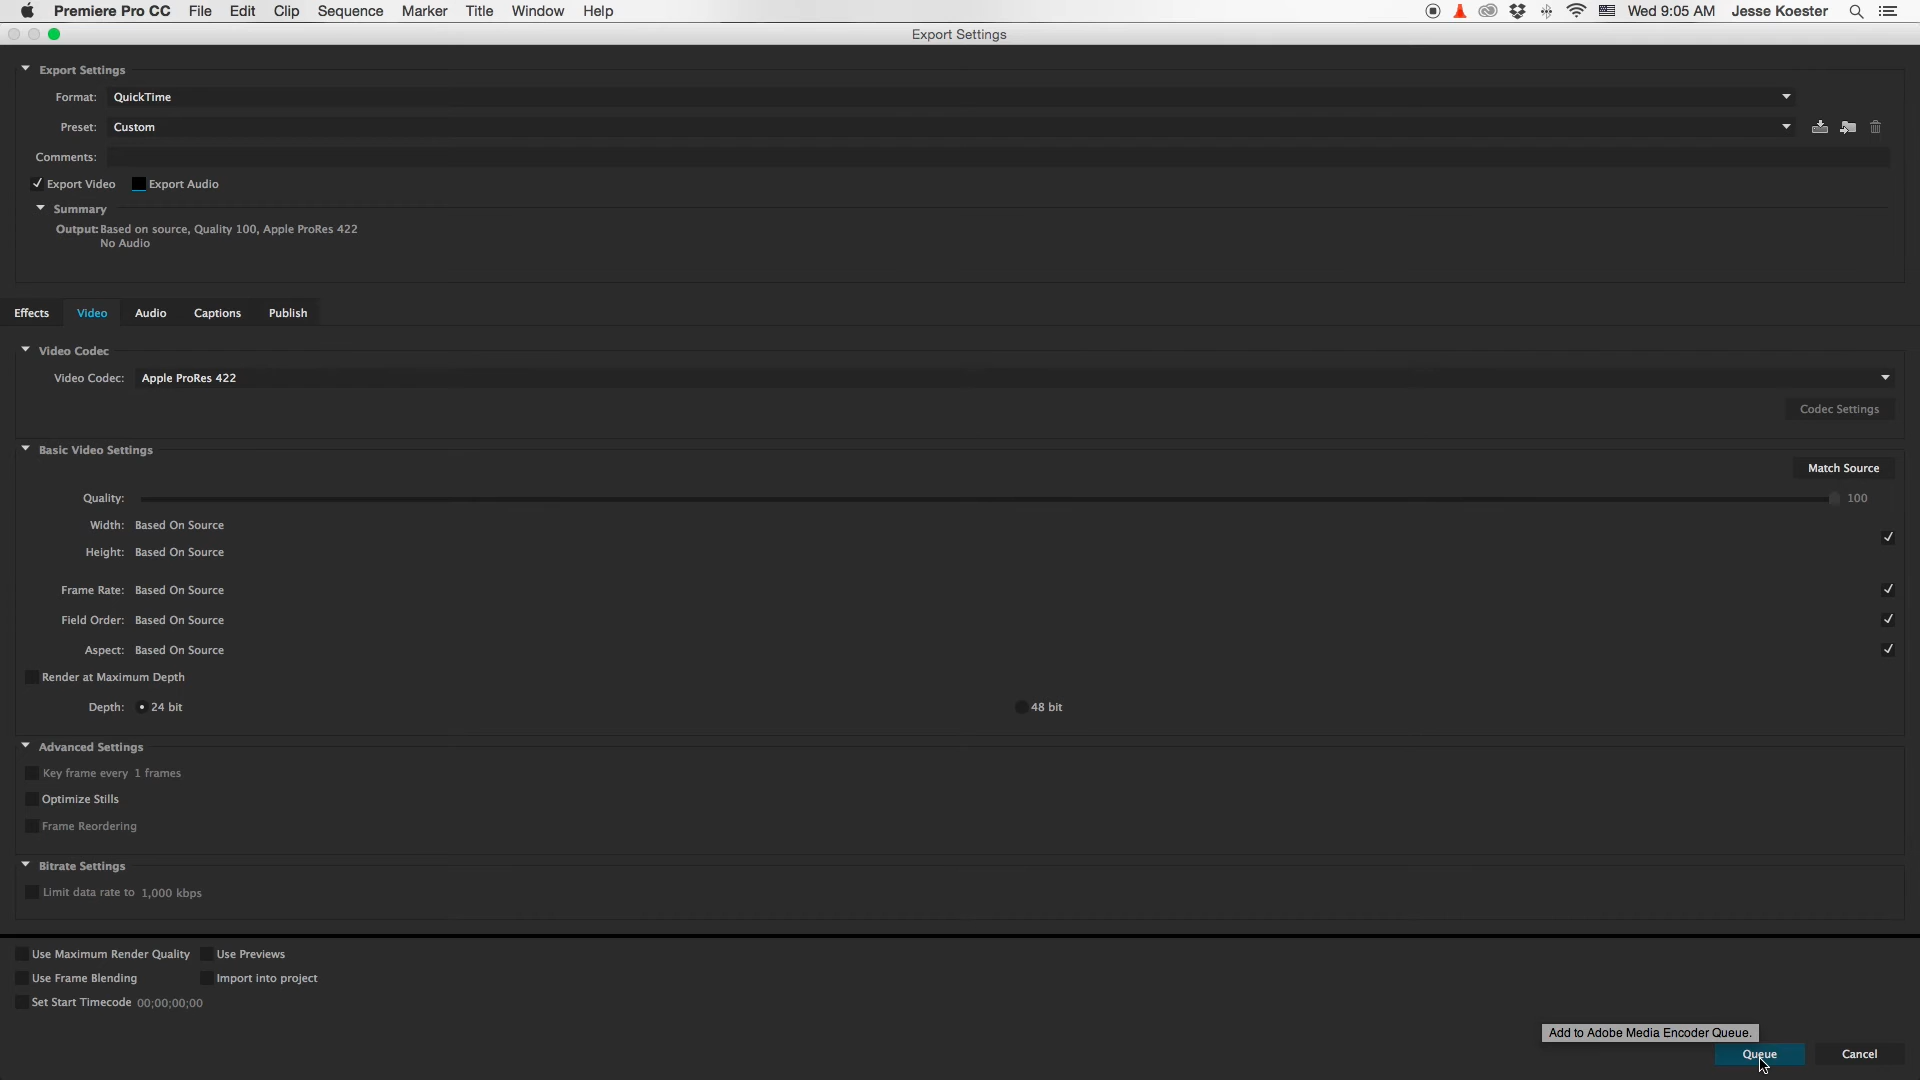 Premiere Pro CC File Edit Clip Sequence Marker Title Window Help Wed 9:05 AM Jesse Koester
Export Settings
Export Settings
Format: QuickTime
Preset: Custom
Comments:
Export Video Export Audio
Summary
Output: Based on source, Quality 100, Apple ProRes 422
No Audio
Effects Video Audio Captions Publish
Video Codec
Video Codec: Apple ProRes 422
Codec Settings
Basic Video Settings
Match Source
Quality: 100
Width: Based On Source
Height: Based On Source
Frame Rate: Based On Source
Field Order: Based On Source
Aspect: Based On Source
Render at Maximum Depth
Depth: 24 bit 48 bit
Advanced Settings
Key frame every 1 frames
Optimize Stills
Frame Reordering
Bitrate Settings
Limit data rate to 1,000 kbps
Use Maximum Render Quality Use Previews
Use Frame Blending Import into project
Set Start Timecode 00;00;00;00
Add to Adobe Media Encoder Queue.
Queue Cancel